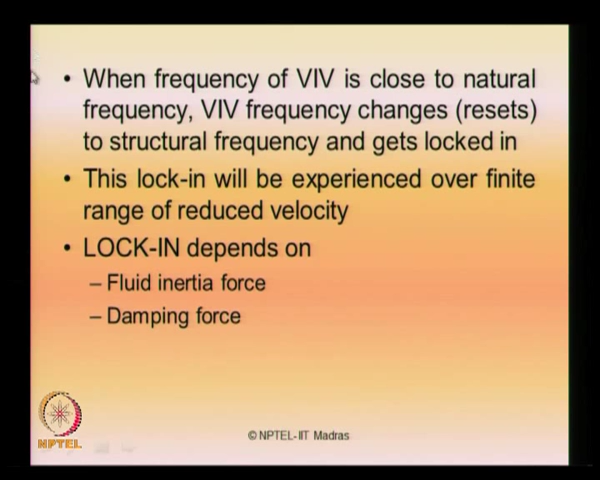 • When frequency of VIV is close to natural
frequency, VIV frequency changes (resets)
to structural frequency and gets locked in
• This lock-in will be experienced over finite
range of reduced velocity
• LOCK-IN depends on
– Fluid inertia force
– Damping force
NPTEL
© NPTEL-IIT Madras